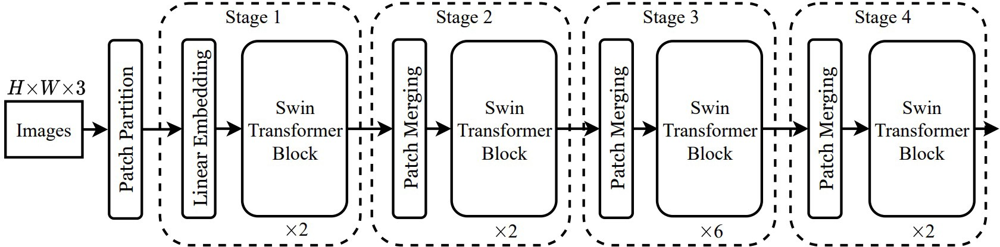 H×W×3
Images
Patch Partition
Stage 1
Linear Embedding
Swin
Transformer
Block
×2
Stage 2
Patch Merging
Swin
Transformer
Block
×2
Stage 3
Patch Merging
Swin
Transformer
Block
×6
Stage 4
Patch Merging
Swin
Transformer
Block
×2